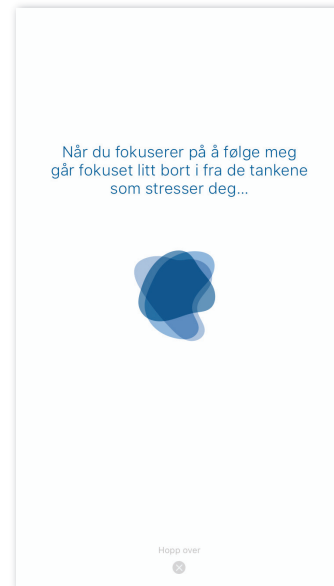 Når du fokuserer på å følge meg
går fokuset litt bort i fra de tankene
som stresser deg...
Hopp over